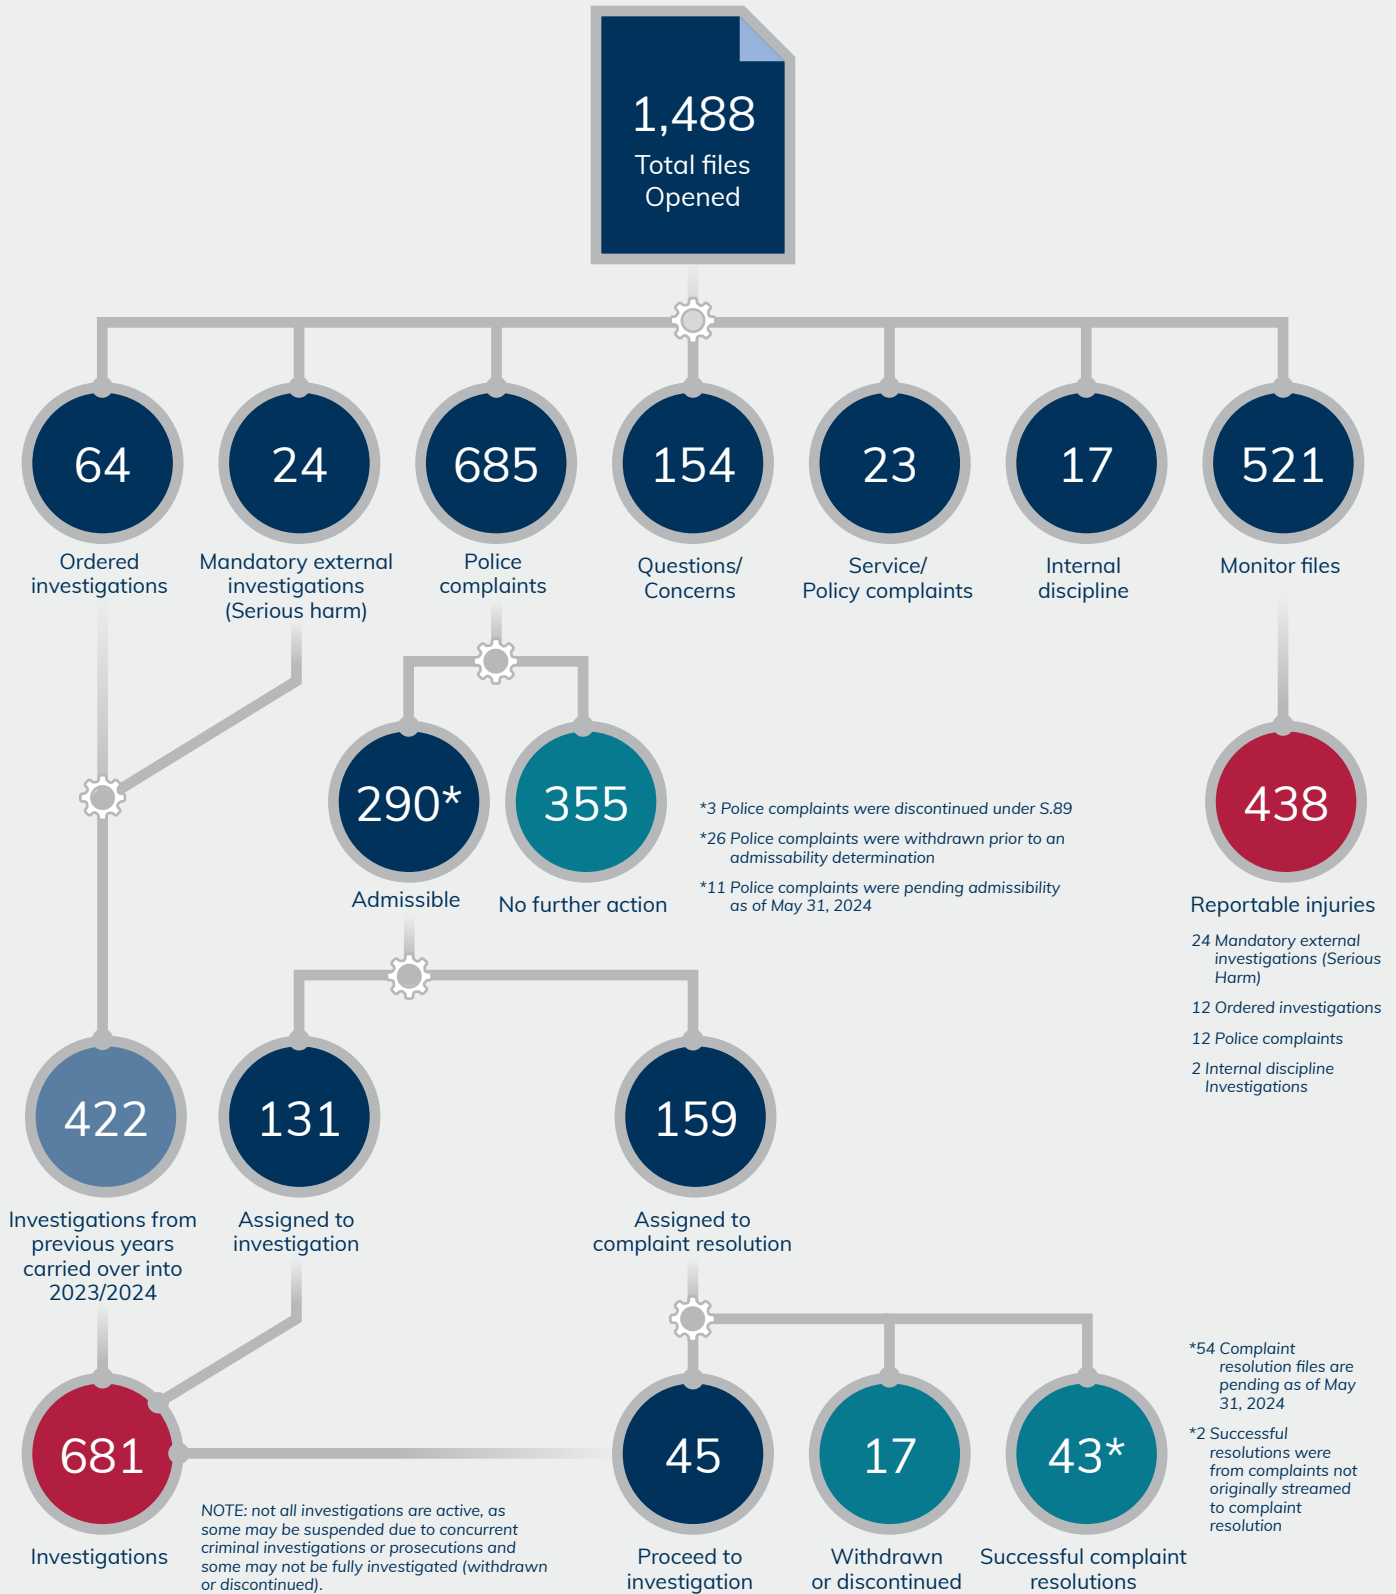 1,488
Total files
Opened
64
24
685
154
23
17
521
Ordered
investigations
Mandatory external
investigations
(Serious harm)
Police
complaints
Questions/
Concerns
Service/
Policy complaints
Internal
discipline
Monitor files
290*
355
438
Admissible
No further action
*3 Police complaints were discontinued under S.89
*26 Police complaints were withdrawn prior to an
admissability determination
*11 Police complaints were pending admissibility
as of May 31, 2024
Reportable injuries
24 Mandatory external
investigations (Serious
Harm)
12 Ordered investigations
12 Police complaints
2 Internal discipline
Investigations
422
131
159
Investigations from
previous years
carried over into
2023/2024
Assigned to
investigation
Assigned to
complaint resolution
681
45
17
43*
*54 Complaint
resolution files are
pending as of May
31, 2024
*2 Successful
resolutions were
from complaints not
originally streamed
to complaint
resolution
Investigations
NOTE: not all investigations are active, as
some may be suspended due to concurrent
criminal investigations or prosecutions and
some may not be fully investigated (withdrawn
or discontinued).
Proceed to
investigation
Withdrawn
or discontinued
Successful complaint
resolutions